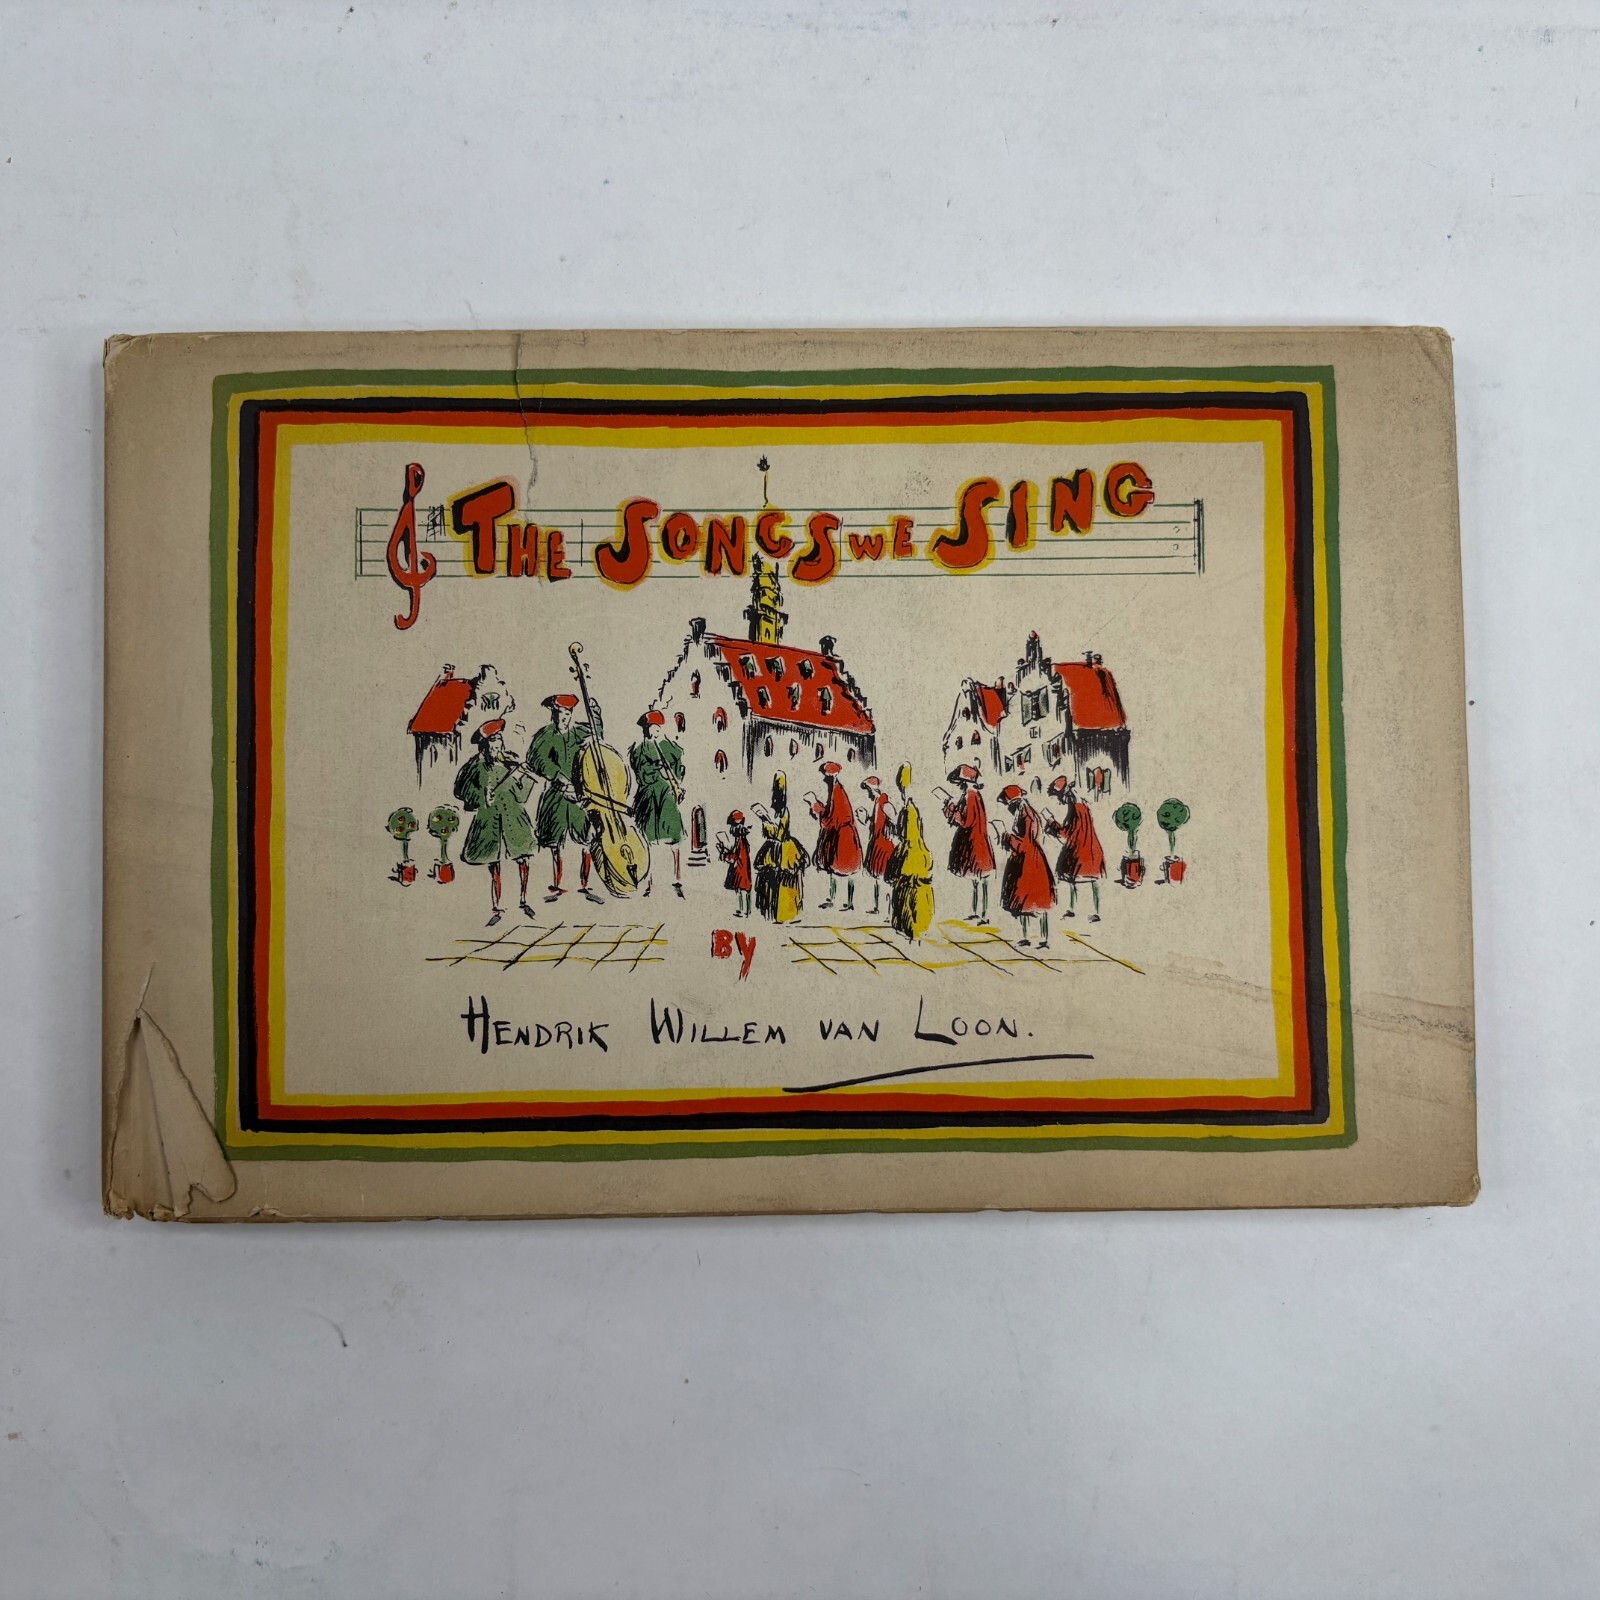 THE SONGS WE SING
BY
HENDRIK WILLEM VAN LOON.